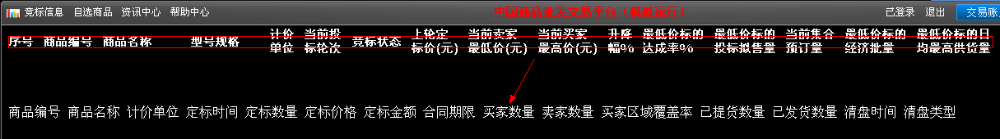 竞标信息 自选商品 资讯中心 帮助中心 中国商品批发交易平台（模拟运行） 已登录 退出 交易账
序号 商品编号 商品名称 型号规格 计价单位 当前投标轮次 竞标状态 上轮定标价(元) 当前卖家最低价(元) 当前买家最高价(元) 升降幅% 最低价标的达成率% 最低价标的投标拟售量 当前集合预订量 最低价标的经济批量 最低价标的日均最高供货量
商品编号 商品名称 计价单位 定标时间 定标数量 定标价格 定标金额 合同期限 买家数量 卖家数量 买家区域覆盖率 已提货数量 已发货数量 清盘时间 清盘类型